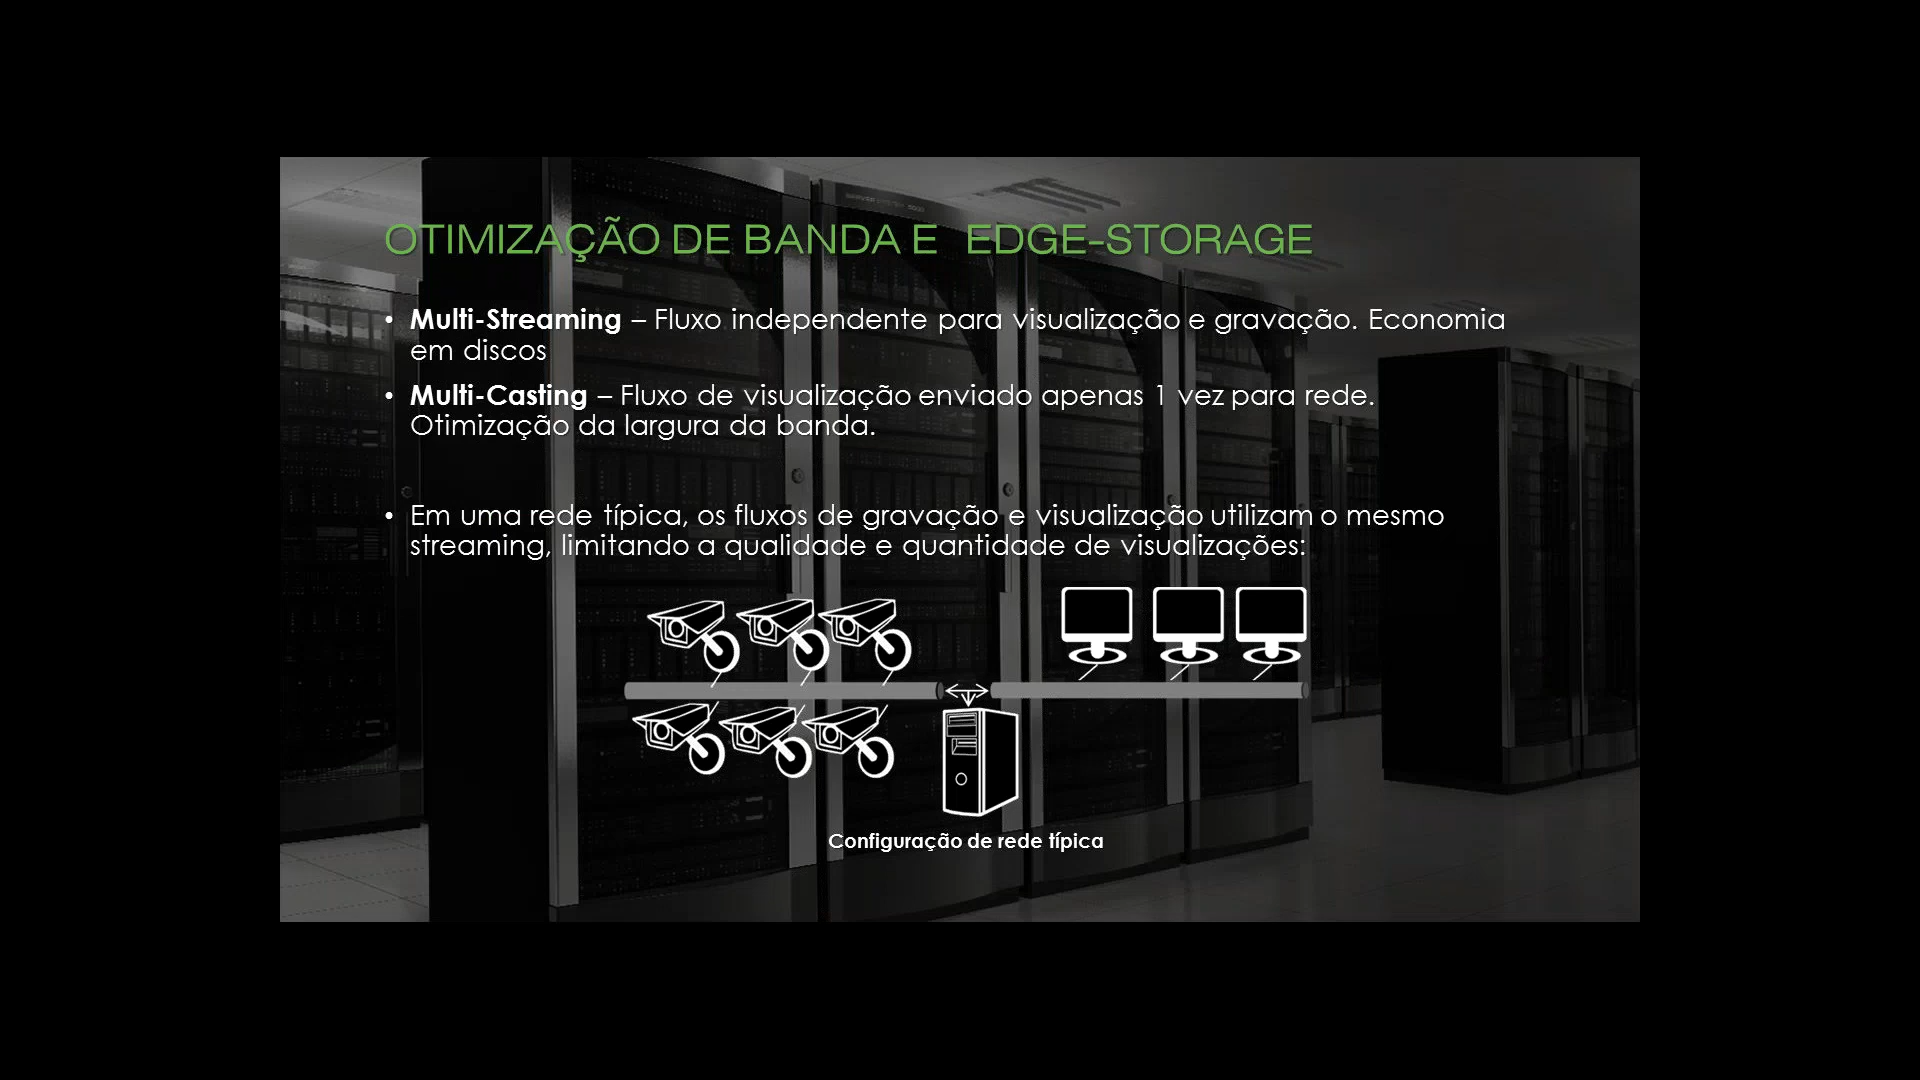 OTIMIZAÇÃO DE BANDA E EDGE-STORAGE
• Multi-Streaming – Fluxo independente para visualização e gravação. Economia
em discos
• Multi-Casting – Fluxo de visualização enviado apenas 1 vez para rede.
Otimização da largura da banda.
• Em uma rede típica, os fluxos de gravação e visualização utilizam o mesmo
streaming, limitando a qualidade e quantidade de visualizações:
Configuração de rede típica